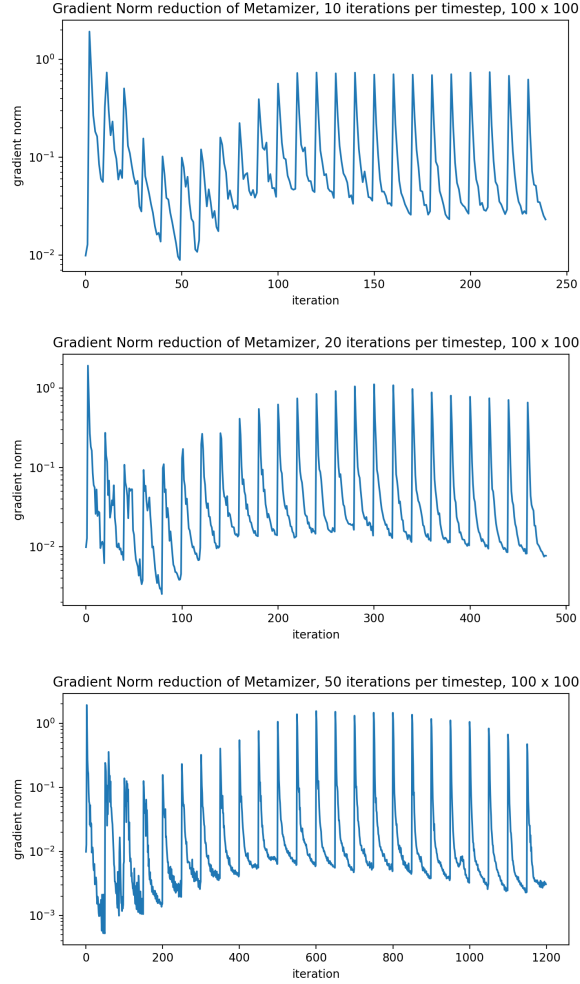 Gradient Norm reduction of Metamizer, 10 iterations per timestep, 100 x 100
10⁰
10⁻¹
10⁻²
gradient norm
0 50 100 150 200 250
iteration
Gradient Norm reduction of Metamizer, 20 iterations per timestep, 100 x 100
10⁰
10⁻¹
10⁻²
gradient norm
0 100 200 300 400 500
iteration
Gradient Norm reduction of Metamizer, 50 iterations per timestep, 100 x 100
10⁰
10⁻¹
10⁻²
10⁻³
gradient norm
0 200 400 600 800 1000 1200
iteration